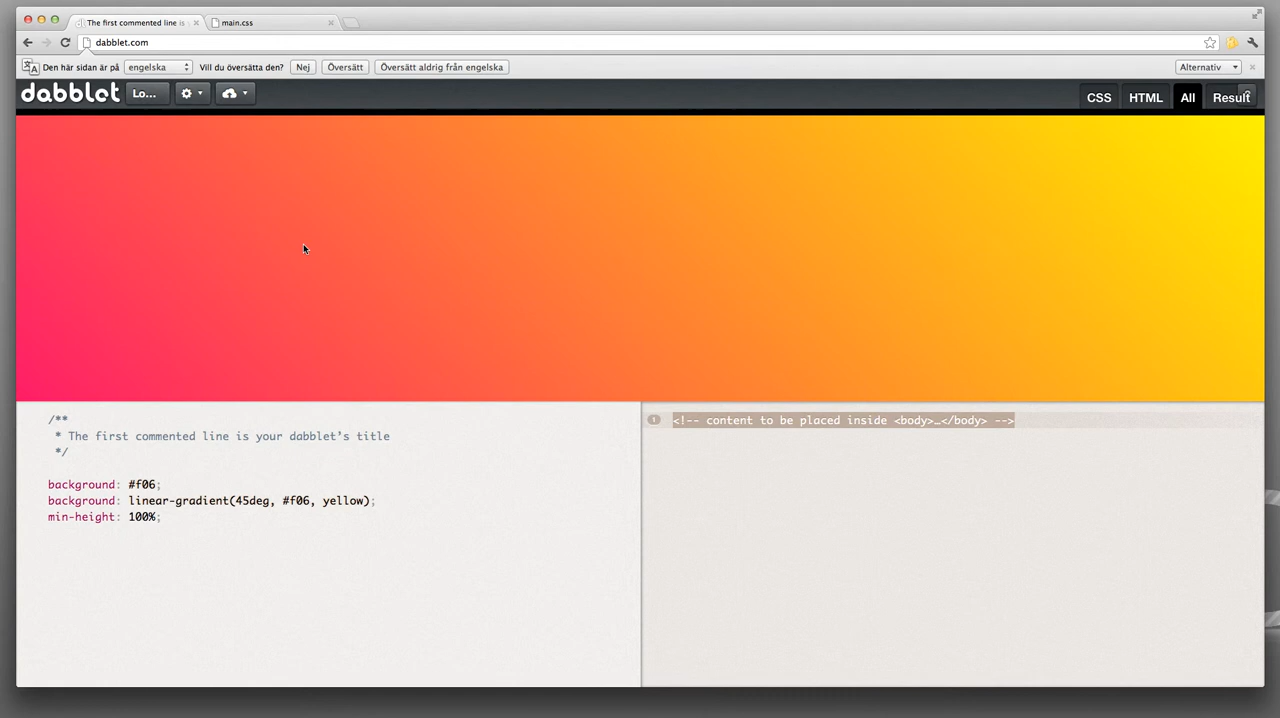 The first commented line is
main.css
dabblet.com
Den här sidan är på engelska Vill du översätta den? Nej Översätt Översätt aldrig från engelska Alternativ
dabblet Lo... CSS HTML All Result
/**
* The first commented line is your dabblet's title
*/
background: #f06;
background: linear-gradient(45deg, #f06, yellow);
min-height: 100%;
1 <!-- content to be placed inside <body>…</body> -->